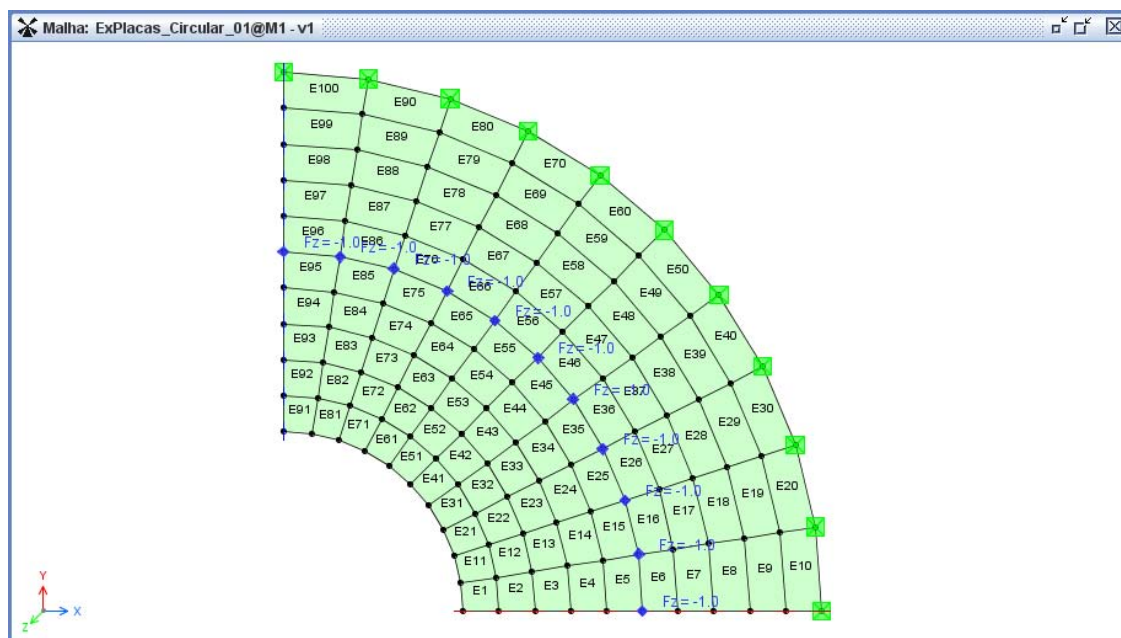 Malha: ExPlacas_Circular_01@M1 - v1
E100
E90
E99
E80
E89
E98
E79
E70
E88
E97
E78
E69
E87
E60
E96
E77
E68
E86
E59
Fz = -1.0
Fz = -1.0
E67
E95
E76
Fz = -1.0
E58
E50
E85
E66
Fz = -1.0
E57
E49
E94
E75
E84
E65
E56
Fz = -1.0
E48
E40
E93
E74
E83
E64
E55
E47
Fz = -1.0
E39
E92
E73
E82
E63
E54
E46
E38
E30
E91
E72
E81
E62
E53
E45
E37
Fz = -1.0
E29
E71
E52
E44
E36
E28
E61
E43
E35
E27
Fz = -1.0
E20
E51
E42
E34
E26
E19
E41
E33
E25
E18
Fz = -1.0
E31
E32
E24
E17
E23
E16
E21
E22
E15
E14
E13
Fz = -1.0
E11
E12
E10
E9
E8
E7
E6
E5
E4
E3
E2
E1
Fz = -1.0
Y
X
Z